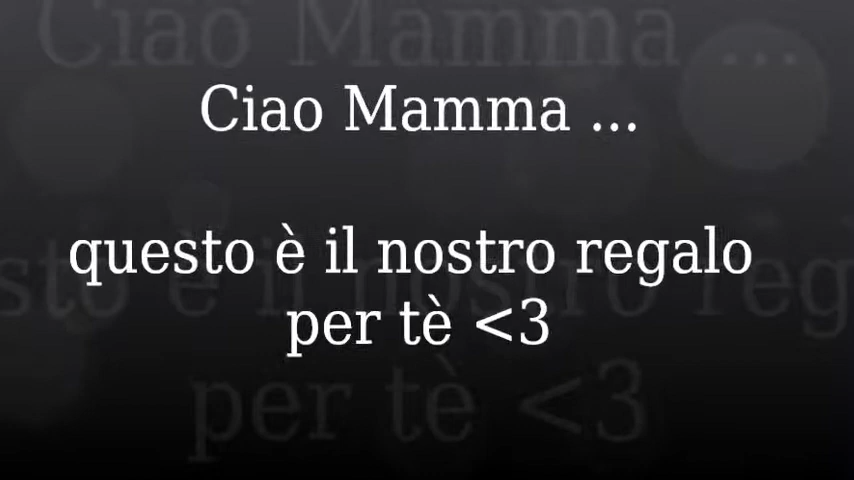 Ciao Mamma ...
questo è il nostro regalo
per tè <3